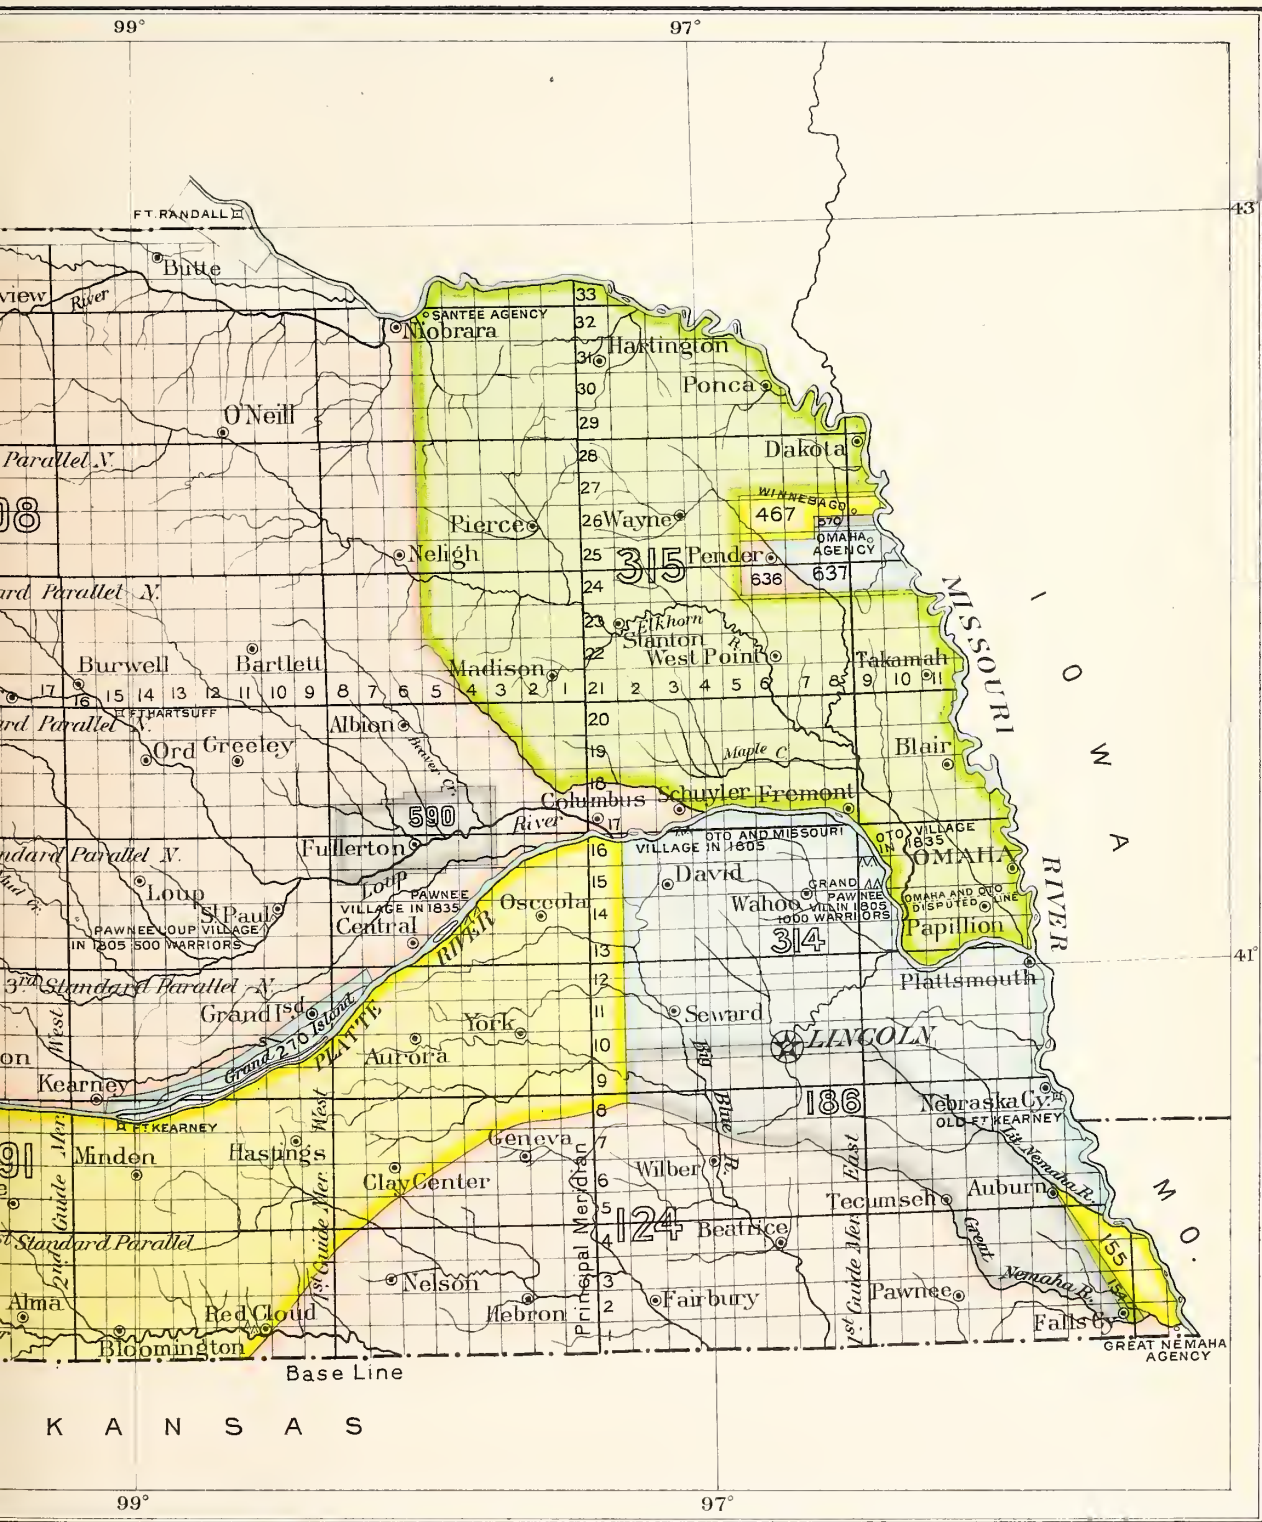 99°
97°
43
FT. RANDALL
Butte
view
River
33
SANTEE AGENCY
32
Niobrara
31
Hartington
30
Ponca
O'Neill
29
Dakota
Parallel N.
28
27
WINNEBAGO
467
26
Wayne
570
Pierce
OMAHA
AGENCY
25
315
Pender
637
636
Neligh
24
ard Parallel N.
MISSOURI
RIVER
IOWA
23
Elkhorn
R.
Stanton
22
West Point
Burwell
Bartlett
Madison
Takamah
17 16 15 14 13 12 11 10 9 8 7 6 5 4 3 2 1 21 2 3 4 5 6 7 8 9 10 11
FT. HARTSUFF
ard Parallel N.
20
Albion
Beaver Cr.
Ord
Greeley
19
Maple C.
Blair
18
Columbus
Schuyler
Fremont
590
River
17
OTO AND MISSOURI
VILLAGE IN 1805
OTO VILLAGE
IN 1835
Fullerton
16
OMAHA
ndard Parallel N.
Loup
15
David
Loup
PAWNEE
VILLAGE IN 1835
Osceola
14
Wahoo
GRAND
PAWNEE
VILL IN 1805
1000 WARRIORS
OMAHA AND OTO
DISPUTED LINE
St. Paul
Central
PAWNEE LOUP VILLAGE
IN 1805 500 WARRIORS
314
Papillion
13
41°
3rd Standard Parallel N.
12
Plattsmouth
Grand Isd.
Grand Island
270
PLATTE RIVER
York
11
Seward
LINCOLN
Aurora
10
Big Blue R.
on
Kearney
9
8
186
Nebraska Cy.
OLD FT. KEARNEY
FT. KEARNEY
91
Minden
Hastings
Geneva
7
Wilber
Lit. Nemaha R.
Clay Center
6
Tecumseh
Auburn
5
124
Beatrice
4
MO.
155
154
st Standard Parallel
2nd Guide Mer. West
1st Guide Mer. West
Principal Meridian
1st Guide Mer. East
Great Nemaha R.
Nelson
3
Hebron
2
Fairbury
Pawnee
Falls Cy.
1
Alma
Red Cloud
Bloomington
GREAT NEMAHA
AGENCY
Base Line
KANSAS
99°
97°